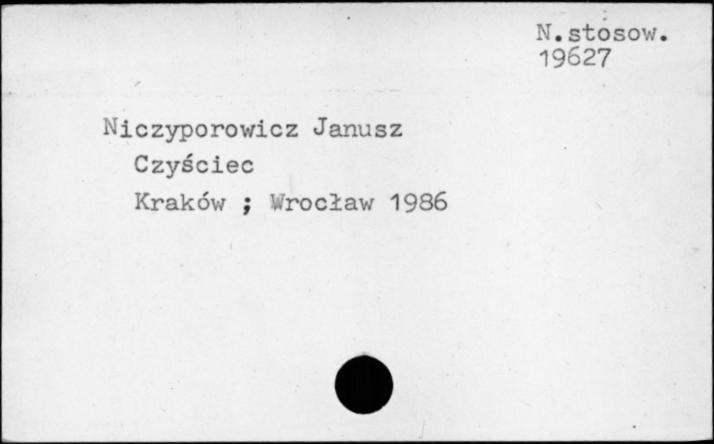 N.stosow.
19627
Niczyporowicz Janusz
Czyściec
Kraków ; Wrocław 1986